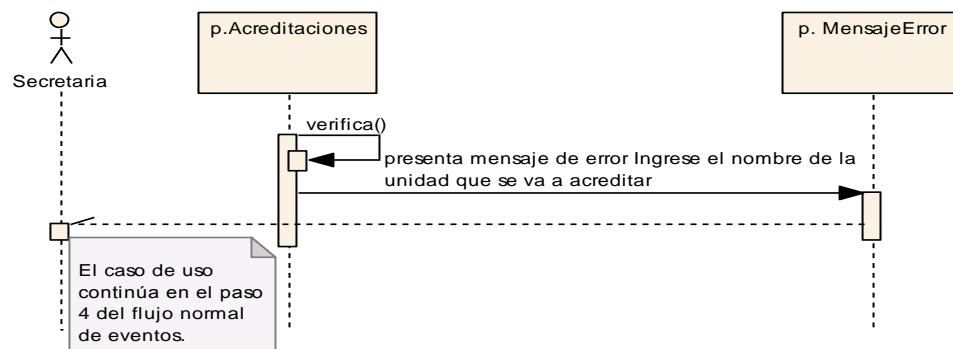 p.Acreditaciones
p. MensajeError
Secretaria
verifica()
presenta mensaje de error Ingrese el nombre de la
unidad que se va a acreditar
El caso de uso
continúa en el paso
4 del flujo normal
de eventos.